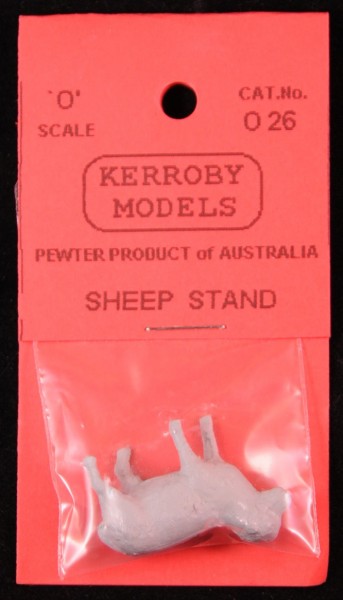 'O'
SCALE
CAT.No.
O 26
KERROBY
MODELS
PEWTER PRODUCT of AUSTRALIA
SHEEP STAND